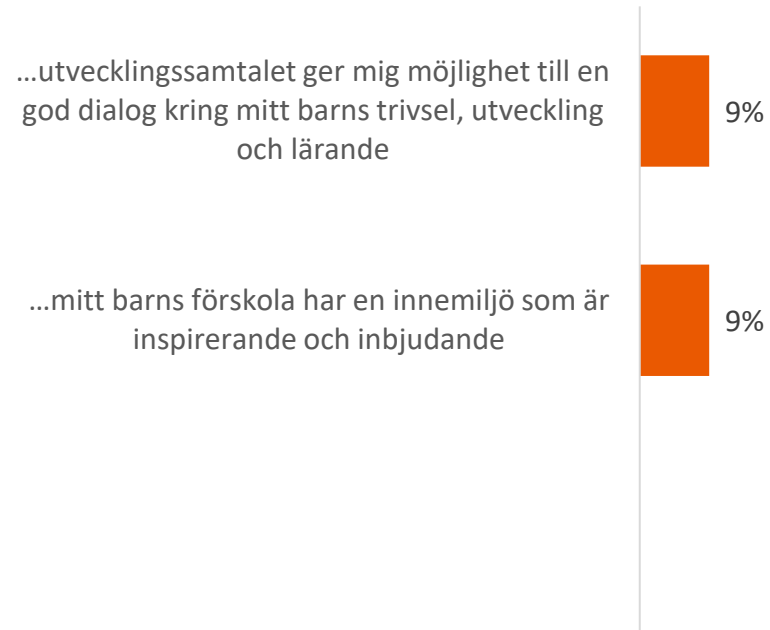 …utvecklingssamtalet ger mig möjlighet till en
god dialog kring mitt barns trivsel, utveckling
och lärande
9%
…mitt barns förskola har en innemiljö som är
inspirerande och inbjudande
9%